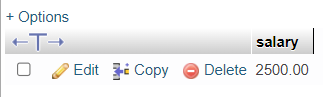 + Options
←T→ salary
Edit Copy Delete 2500.00